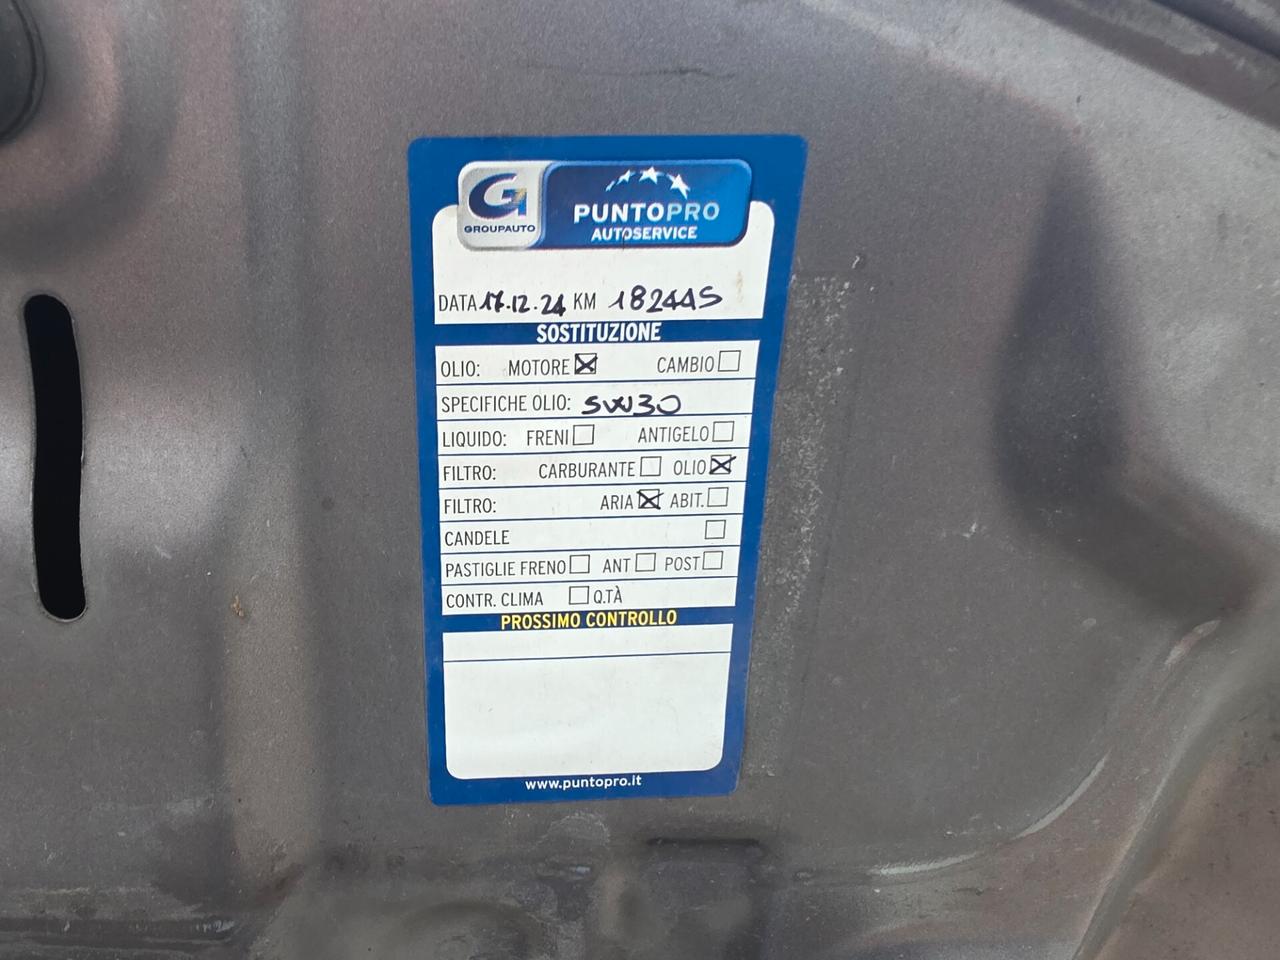 G1
GROUPAUTO
PUNTOPRO
AUTOSERVICE
DATA 17.12.24 KM 182445
SOSTITUZIONE
OLIO: MOTORE ☒ CAMBIO ☐
SPECIFICHE OLIO: 5W30
LIQUIDO: FRENI ☐ ANTIGELO ☐
FILTRO: CARBURANTE ☐ OLIO ☒
FILTRO: ARIA ☒ ABIT. ☐
CANDELE ☐
PASTIGLIE FRENO ☐ ANT ☐ POST ☐
CONTR. CLIMA ☐ Q.TÀ
PROSSIMO CONTROLLO
www.puntopro.it